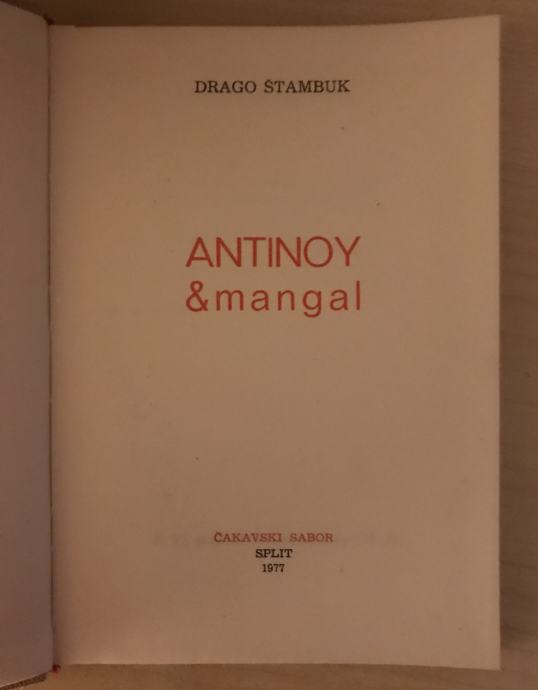 DRAGO ŠTAMBUK
ANTINOY
&mangal
ČAKAVSKI SABOR
SPLIT
1977